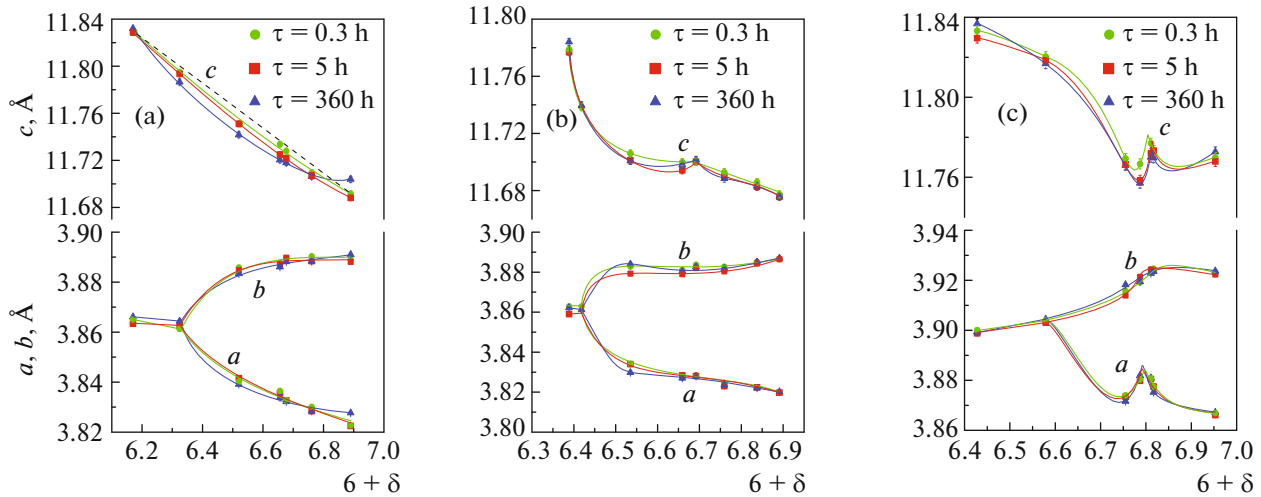 11.84
11.80
11.76
11.72
11.68
c, Å
(a)
c
τ = 0.3 h
τ = 5 h
τ = 360 h
3.90
3.88
3.86
3.84
3.82
a, b, Å
b
a
6.2 6.4 6.6 6.8 7.0
6 + δ
11.80
11.76
11.72
11.68
(b)
c
τ = 0.3 h
τ = 5 h
τ = 360 h
3.90
3.88
3.86
3.84
3.82
3.80
b
a
6.3 6.4 6.5 6.6 6.7 6.8 6.9
6 + δ
11.84
11.80
11.76
(c)
c
τ = 0.3 h
τ = 5 h
τ = 360 h
3.94
3.92
3.90
3.88
3.86
b
a
6.4 6.5 6.6 6.7 6.8 6.9 7.0
6 + δ